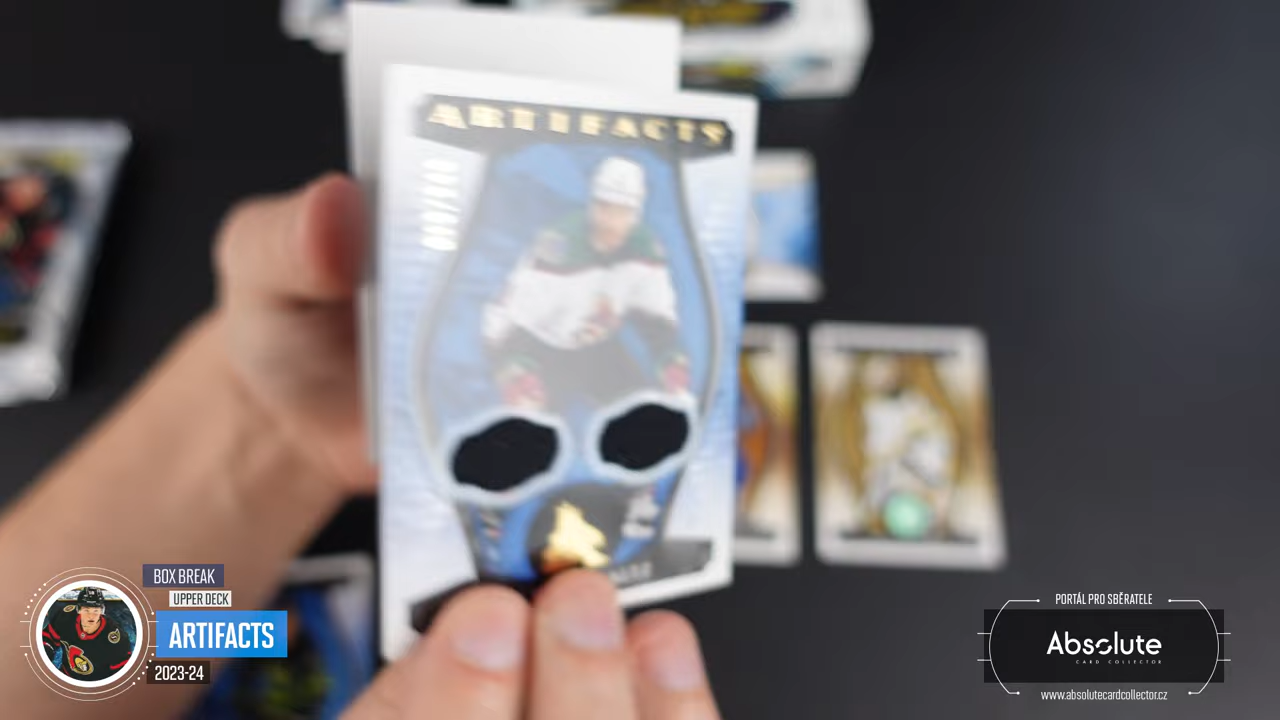 ARTIFACTS
BOX BREAK
UPPER DECK
ARTIFACTS
2023-24
PORTÁL PRO SBĚRATELE
Absolute
CARD COLLECTOR
www.absolutecardcollector.cz